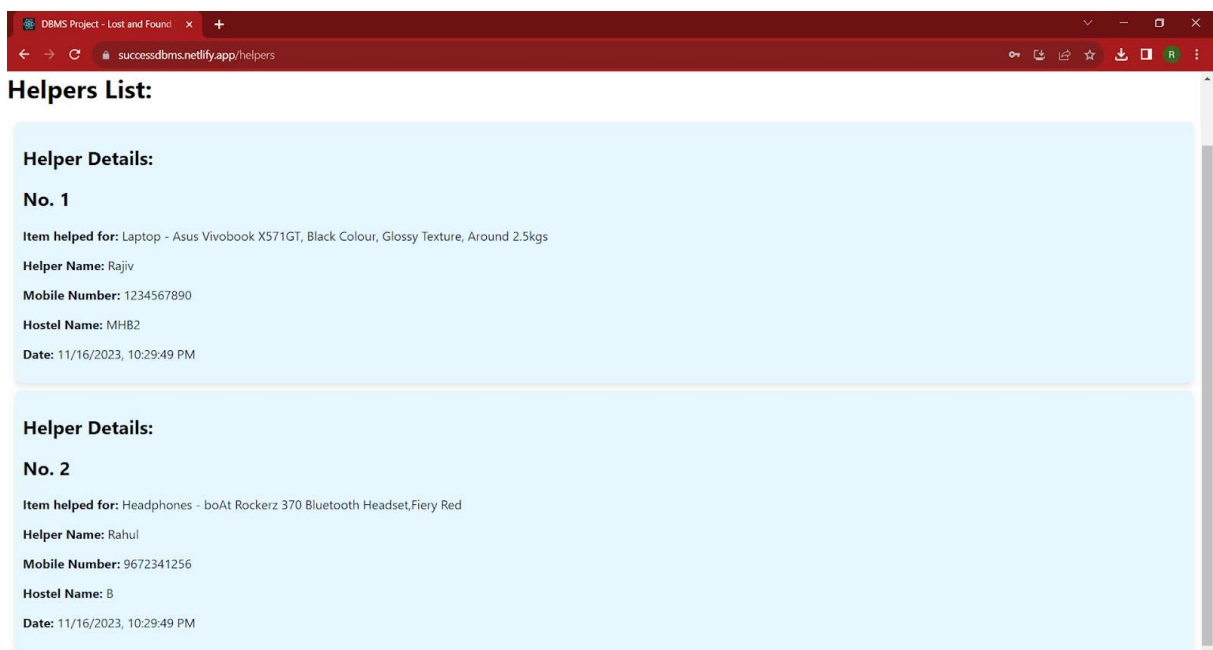 DBMS Project - Lost and Found
successdbms.netlify.app/helpers
R
Helpers List:
Helper Details:
No. 1
Item helped for: Laptop - Asus Vivobook X571GT, Black Colour, Glossy Texture, Around 2.5kgs
Helper Name: Rajiv
Mobile Number: 1234567890
Hostel Name: MHB2
Date: 11/16/2023, 10:29:49 PM
Helper Details:
No. 2
Item helped for: Headphones - boAt Rockerz 370 Bluetooth Headset,Fiery Red
Helper Name: Rahul
Mobile Number: 9672341256
Hostel Name: B
Date: 11/16/2023, 10:29:49 PM